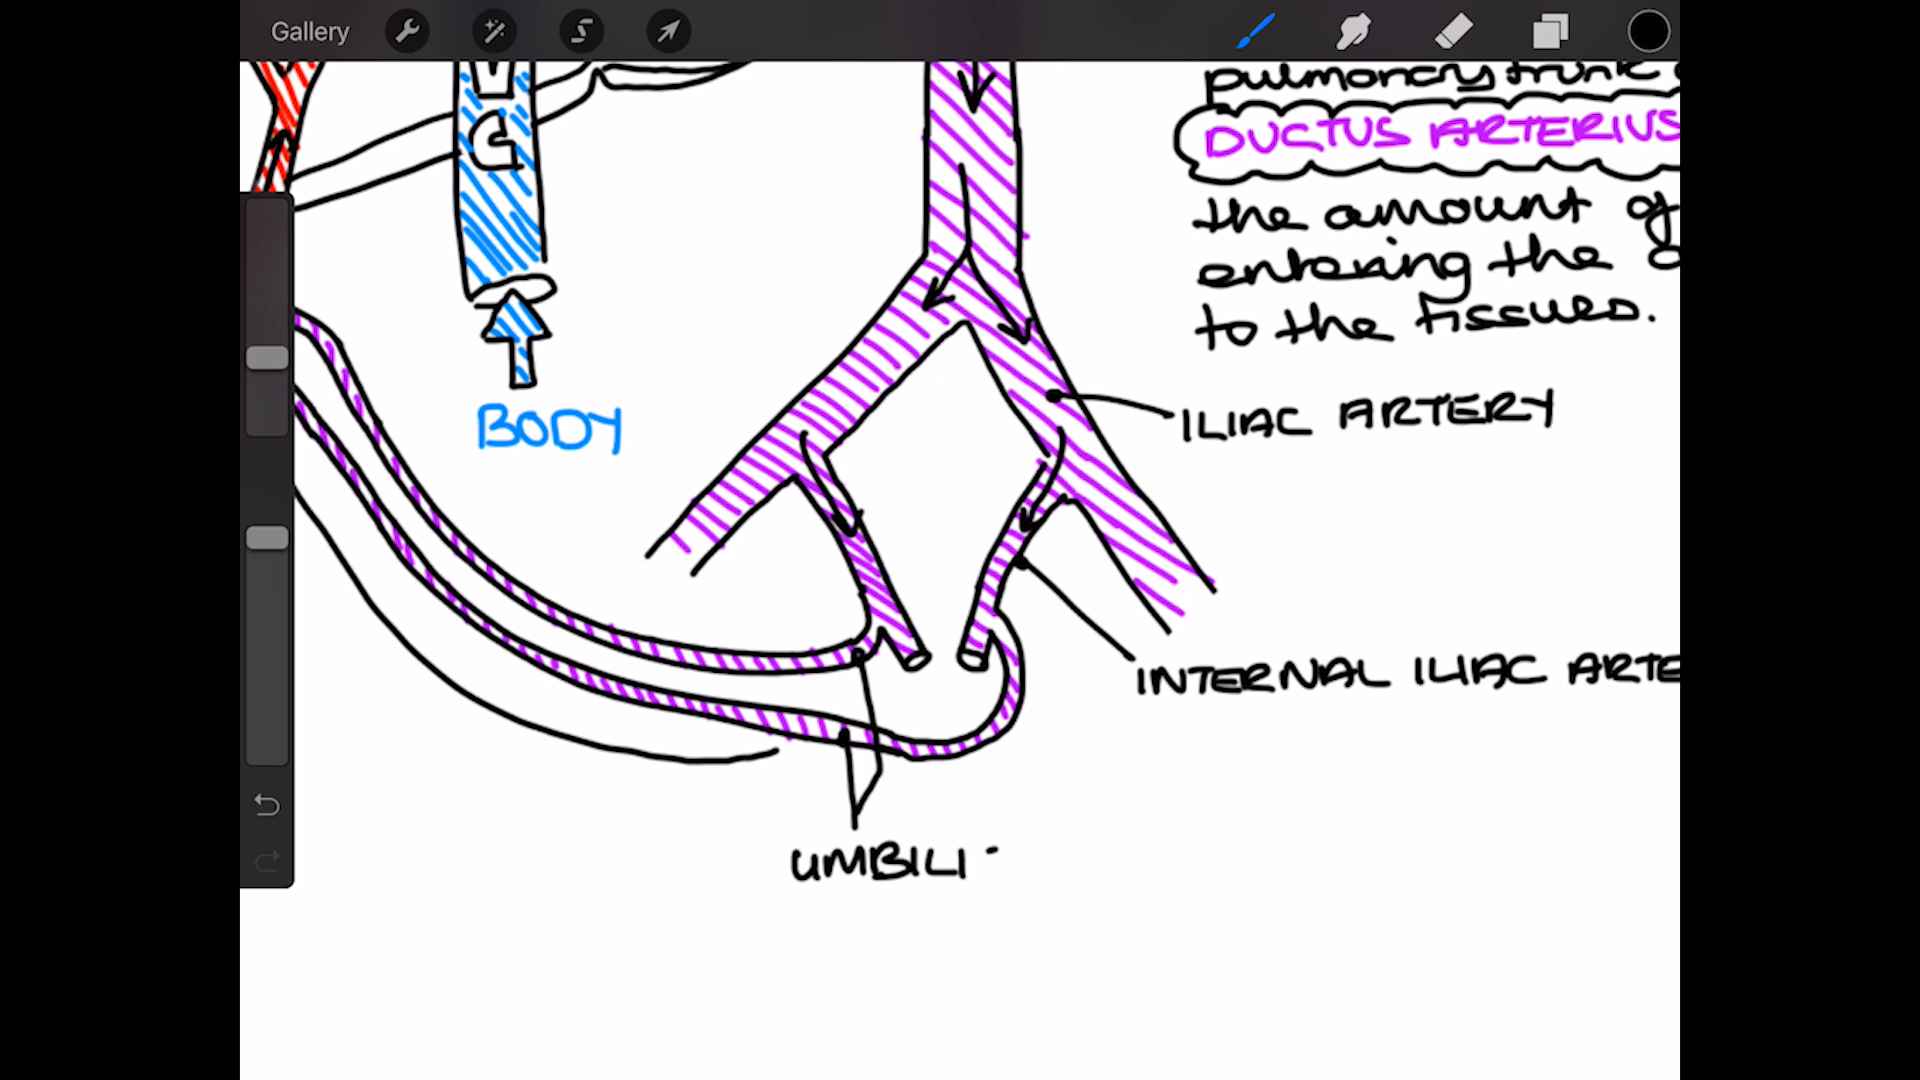 Gallery
pulmonary trunk
DUCTUS ARTERIUS
the amount of
entering the
to the tissues.
ILIAC ARTERY
BODY
INTERNAL ILIAC ARTE
UMBILI